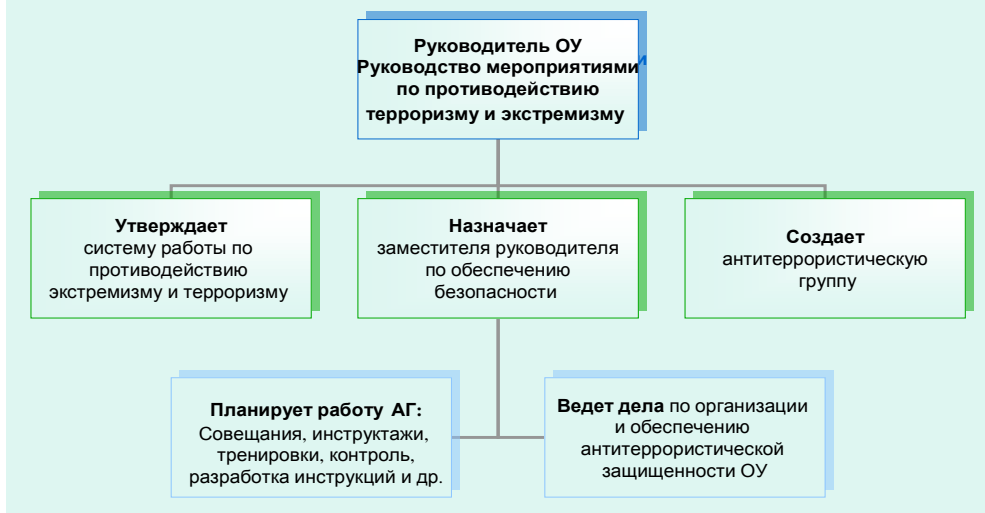 Руководитель ОУ
Руководство мероприятиями
по противодействию
терроризму и экстремизму
Утверждает
систему работы по
противодействию
экстремизму и терроризму
Назначает
заместителя руководителя
по обеспечению
безопасности
Создает
антитеррористическую
группу
Планирует работу АГ:
Совещания, инструктажи,
тренировки, контроль,
разработка инструкций и др.
Ведет дела по организации
и обеспечению
антитеррористической
защищенности ОУ